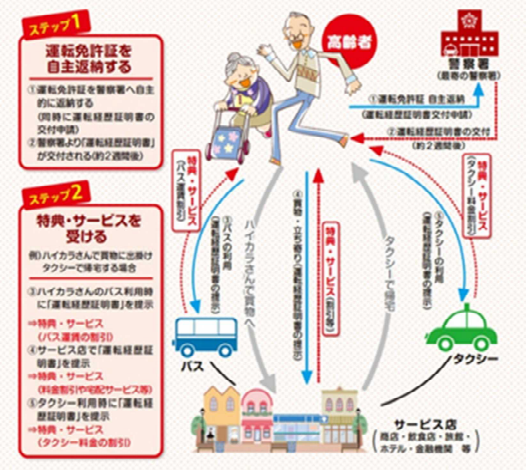 ステップ1
運転免許証を
自主返納する
①運転免許証を警察署へ自主
的に返納する
(同時に運転経歴証明書の
交付申請)
②警察署より「運転経歴証明書」
が交付される(約2週間後)
ステップ2
特典・サービスを
受ける
例)ハイカラさんで買物に出掛け
タクシーで帰宅する場合
③ハイカラさんのバス利用時
に「運転経歴証明書」を提示
⇒特典・サービス
(バス運賃の割引)
④サービス店で「運転経歴証
明書」を提示
⇒特典・サービス
(料金割引や宅配サービス等)
⑤タクシー利用時に「運転経
歴証明書」を提示
⇒特典・サービス
(タクシー料金の割引)
高齢者
警察署
(最寄の警察署)
①運転免許証 自主返納
(運転経歴証明書交付申請)
②運転経歴証明書の交付
(約2週間後)
特典・サービス
(バス運賃割引)
③バスの利用
(運転経歴証明書の提示)
ハイカラさんで買物へ
④買物・立ち寄り(運転経歴証明書の提示)
特典・サービス(割引等)
タクシーで帰宅
⑤タクシーの利用
(運転経歴証明書の提示)
特典・サービス
(タクシー料金割引)
バス
タクシー
サービス店
(商店・飲食店・旅館・
ホテル・金融機関 等)